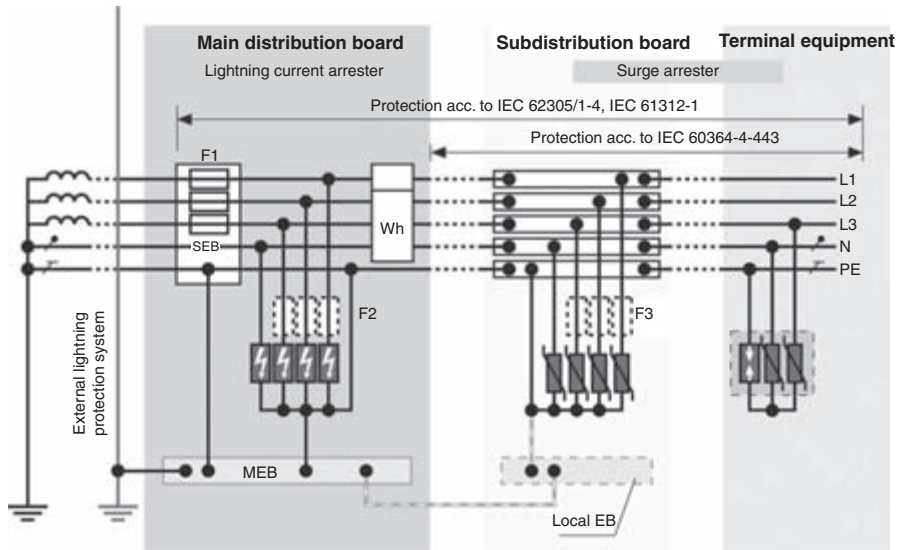 Main distribution board
Lightning current arrester
Subdistribution board
Terminal equipment
Surge arrester
Protection acc. to IEC 62305/1-4, IEC 61312-1
Protection acc. to IEC 60364-4-443
F1
L1
L2
L3
Wh
SEB
N
PE
F2
F3
External lightning
protection system
MEB
Local EB